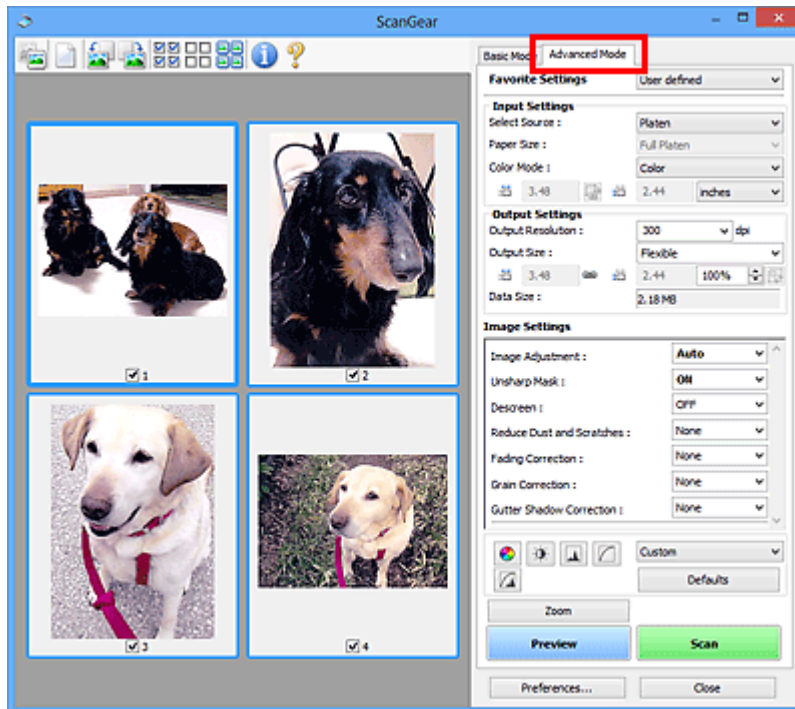 ScanGear
Basic Mode Advanced Mode
Favorite Settings User defined
Input Settings
Select Source : Platen
Paper Size : Full Platen
Color Mode : Color
3.48 2.44 inches
Output Settings
Output Resolution : 300 dpi
Output Size : Flexible
3.48 2.44 100%
Data Size : 2.18 MB
Image Settings
Image Adjustment : Auto
Unsharp Mask : ON
Descreen : OFF
Reduce Dust and Scratches : None
Fading Correction : None
Grain Correction : None
Gutter Shadow Correction : None
Custom
Defaults
Zoom
Preview Scan
Preferences... Close
1
2
3
4